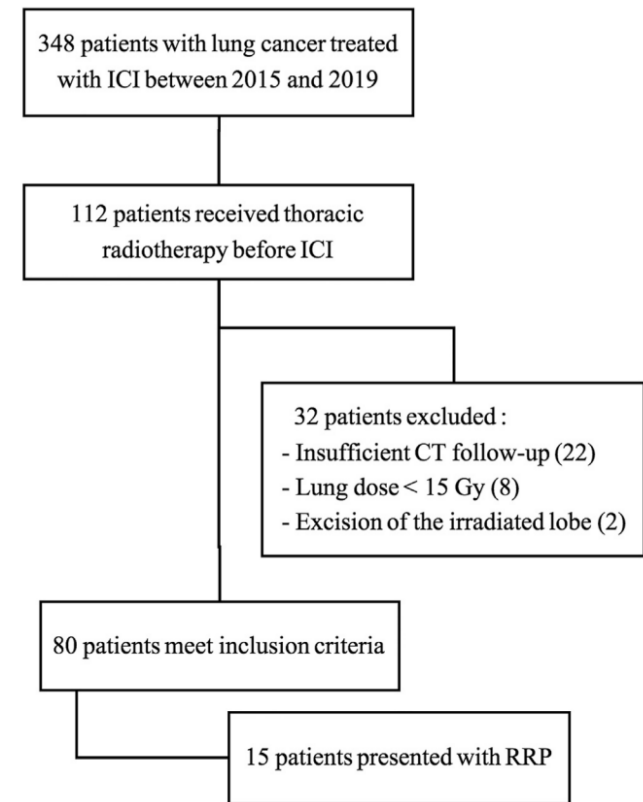 348 patients with lung cancer treated
with ICI between 2015 and 2019
112 patients received thoracic
radiotherapy before ICI
32 patients excluded :
- Insufficient CT follow-up (22)
- Lung dose < 15 Gy (8)
- Excision of the irradiated lobe (2)
80 patients meet inclusion criteria
15 patients presented with RRP